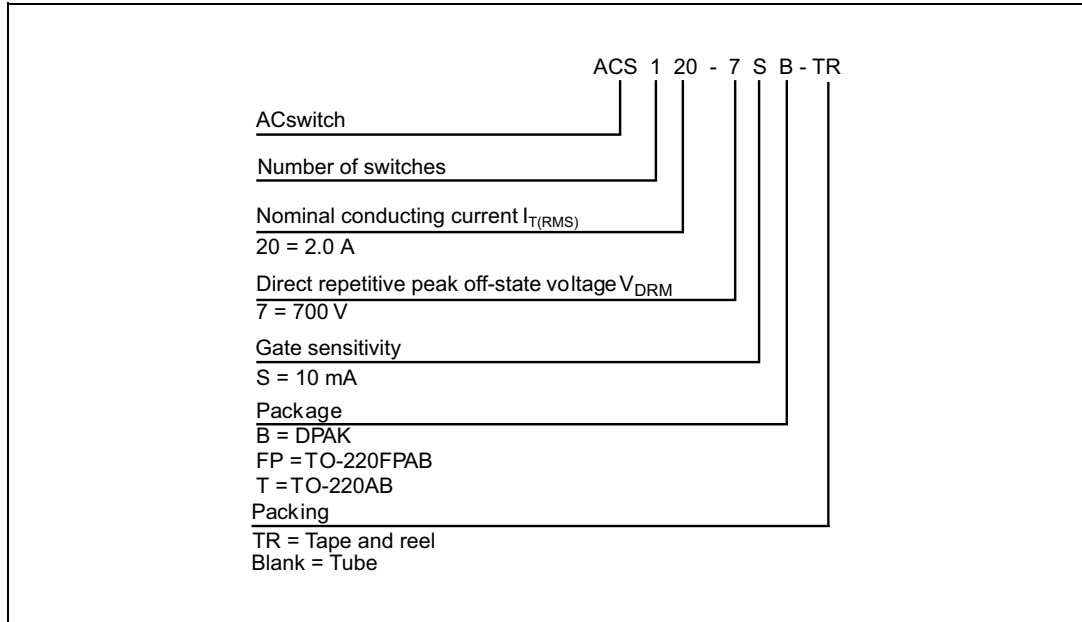 ACS 1 20 - 7 S B - TR
ACswitch
Number of switches
Nominal conducting current I_T(RMS)
20 = 2.0 A
Direct repetitive peak off-state voltage V_DRM
7 = 700 V
Gate sensitivity
S = 10 mA
Package
B = DPAK
FP = TO-220FPAB
T = TO-220AB
Packing
TR = Tape and reel
Blank = Tube